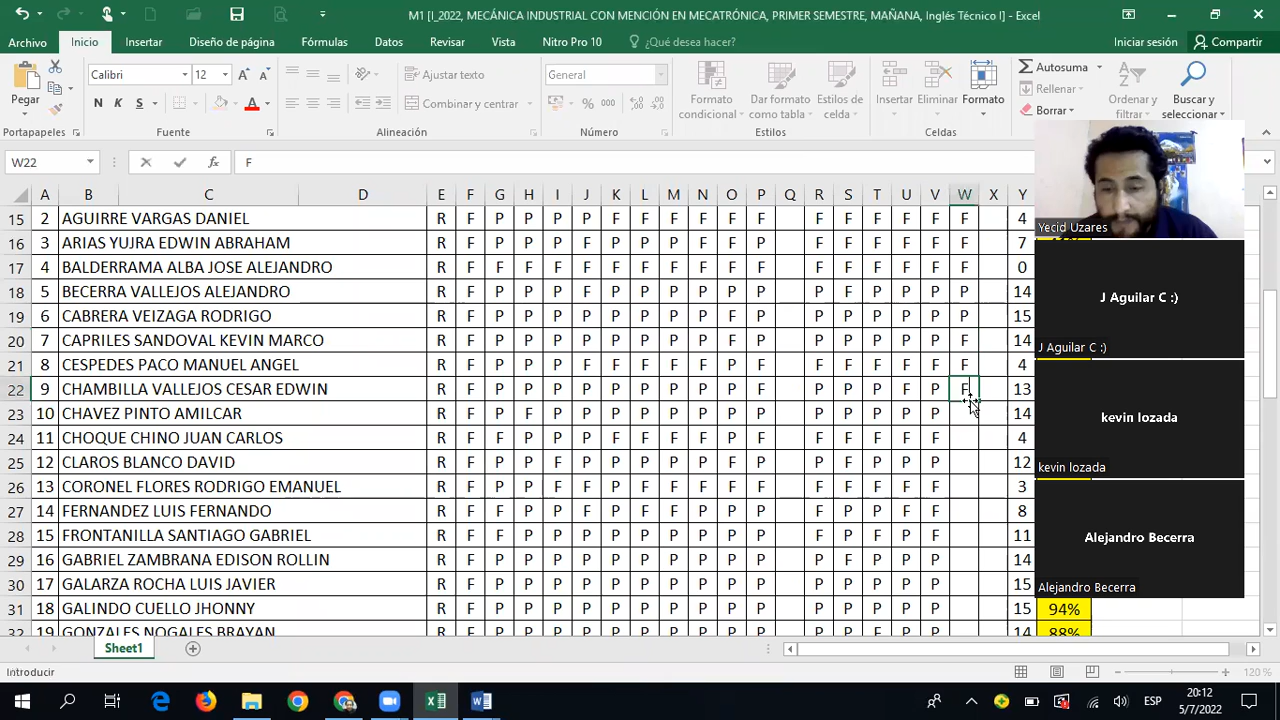 M1 [I_2022, MECÁNICA INDUSTRIAL CON MENCIÓN EN MECATRÓNICA, PRIMER SEMESTRE, MAÑANA, Inglés Técnico I] - Excel
Archivo Inicio Insertar Diseño de página Fórmulas Datos Revisar Vista Nitro Pro 10 ¿Qué desea hacer? Iniciar sesión Compartir
Pegar Calibri 12 A A Ajustar texto General Formato condicional Dar formato como tabla Estilos de celda Insertar Eliminar Formato Autosuma Rellenar Borrar Ordenar y filtrar Buscar y seleccionar
N K S Combinar y centrar % 000
Portapapeles Fuente Alineación Número Estilos Celdas
W22 fx F
A B C D E F G H I J K L M N O P Q R S T U V W X Y
15 2 AGUIRRE VARGAS DANIEL R F P P P P F F F F F F F F F F F F 4
16 3 ARIAS YUJRA EDWIN ABRAHAM R F P P P F P P P F F P F F F F F F 7
17 4 BALDERRAMA ALBA JOSE ALEJANDRO R F F F F F F F F F F F F F F F F F 0
18 5 BECERRA VALLEJOS ALEJANDRO R F P P P P P P P P F P P F P P P P 14
19 6 CABRERA VEIZAGA RODRIGO R F P P P P P P P P P P P F P P P P 15
20 7 CAPRILES SANDOVAL KEVIN MARCO R F P P P P P P P P P P P F P P P F 14
21 8 CESPEDES PACO MANUEL ANGEL R F P P P F F F F F P F F F F F F F 4
22 9 CHAMBILLA VALLEJOS CESAR EDWIN R F P P P P P P P P P F P P P F P F 13
23 10 CHAVEZ PINTO AMILCAR R F P F P P P P P P P P P P P P P 14
24 11 CHOQUE CHINO JUAN CARLOS R F P P F F P F F F P F F F F F F 4
25 12 CLAROS BLANCO DAVID R F P P F P P P P P F P P F P P P 12
26 13 CORONEL FLORES RODRIGO EMANUEL R F P P F F F F P F F F F F F F F 3
27 14 FERNANDEZ LUIS FERNANDO R F P P P F P F P P P F F F P F F 8
28 15 FRONTANILLA SANTIAGO GABRIEL R F P P P P P P P P P F P F P F F 11
29 16 GABRIEL ZAMBRANA EDISON ROLLIN R F P P P P P P P P P P P F P P P 14
30 17 GALARZA ROCHA LUIS JAVIER R F P P P P P P P P P P P P P P P 15
31 18 GALINDO CUELLO JHONNY R F P P P P P P P P P P P P P P P 15 94%
32 19 GONZALES NOGALES BRAYAN R F P P P P P P P P P P P P F P 14 88%
Yecid Uzares
J Aguilar C :)
J Aguilar C :)
kevin lozada
kevin lozada
Alejandro Becerra
Alejandro Becerra
Sheet1
Introducir 120 %
ESP 20:12
5/7/2022